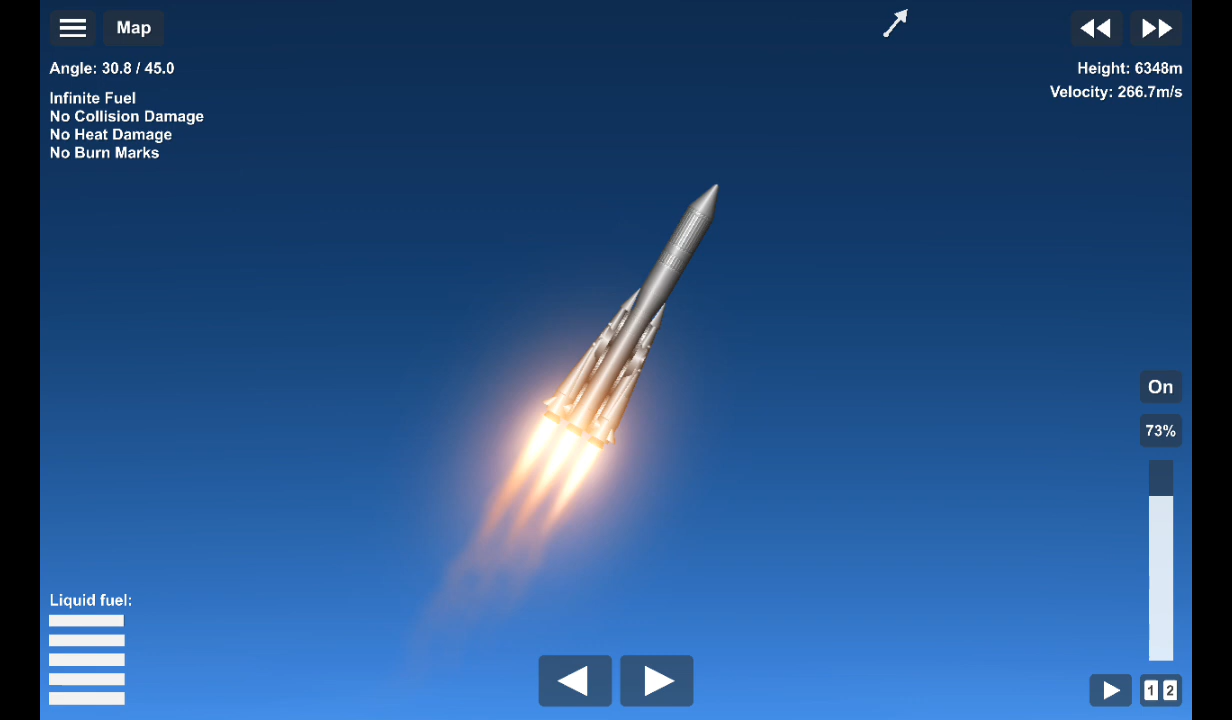 Map
Angle: 30.8 / 45.0
Infinite Fuel
No Collision Damage
No Heat Damage
No Burn Marks
Height: 6348m
Velocity: 266.7m/s
On
73%
Liquid fuel:
1 2